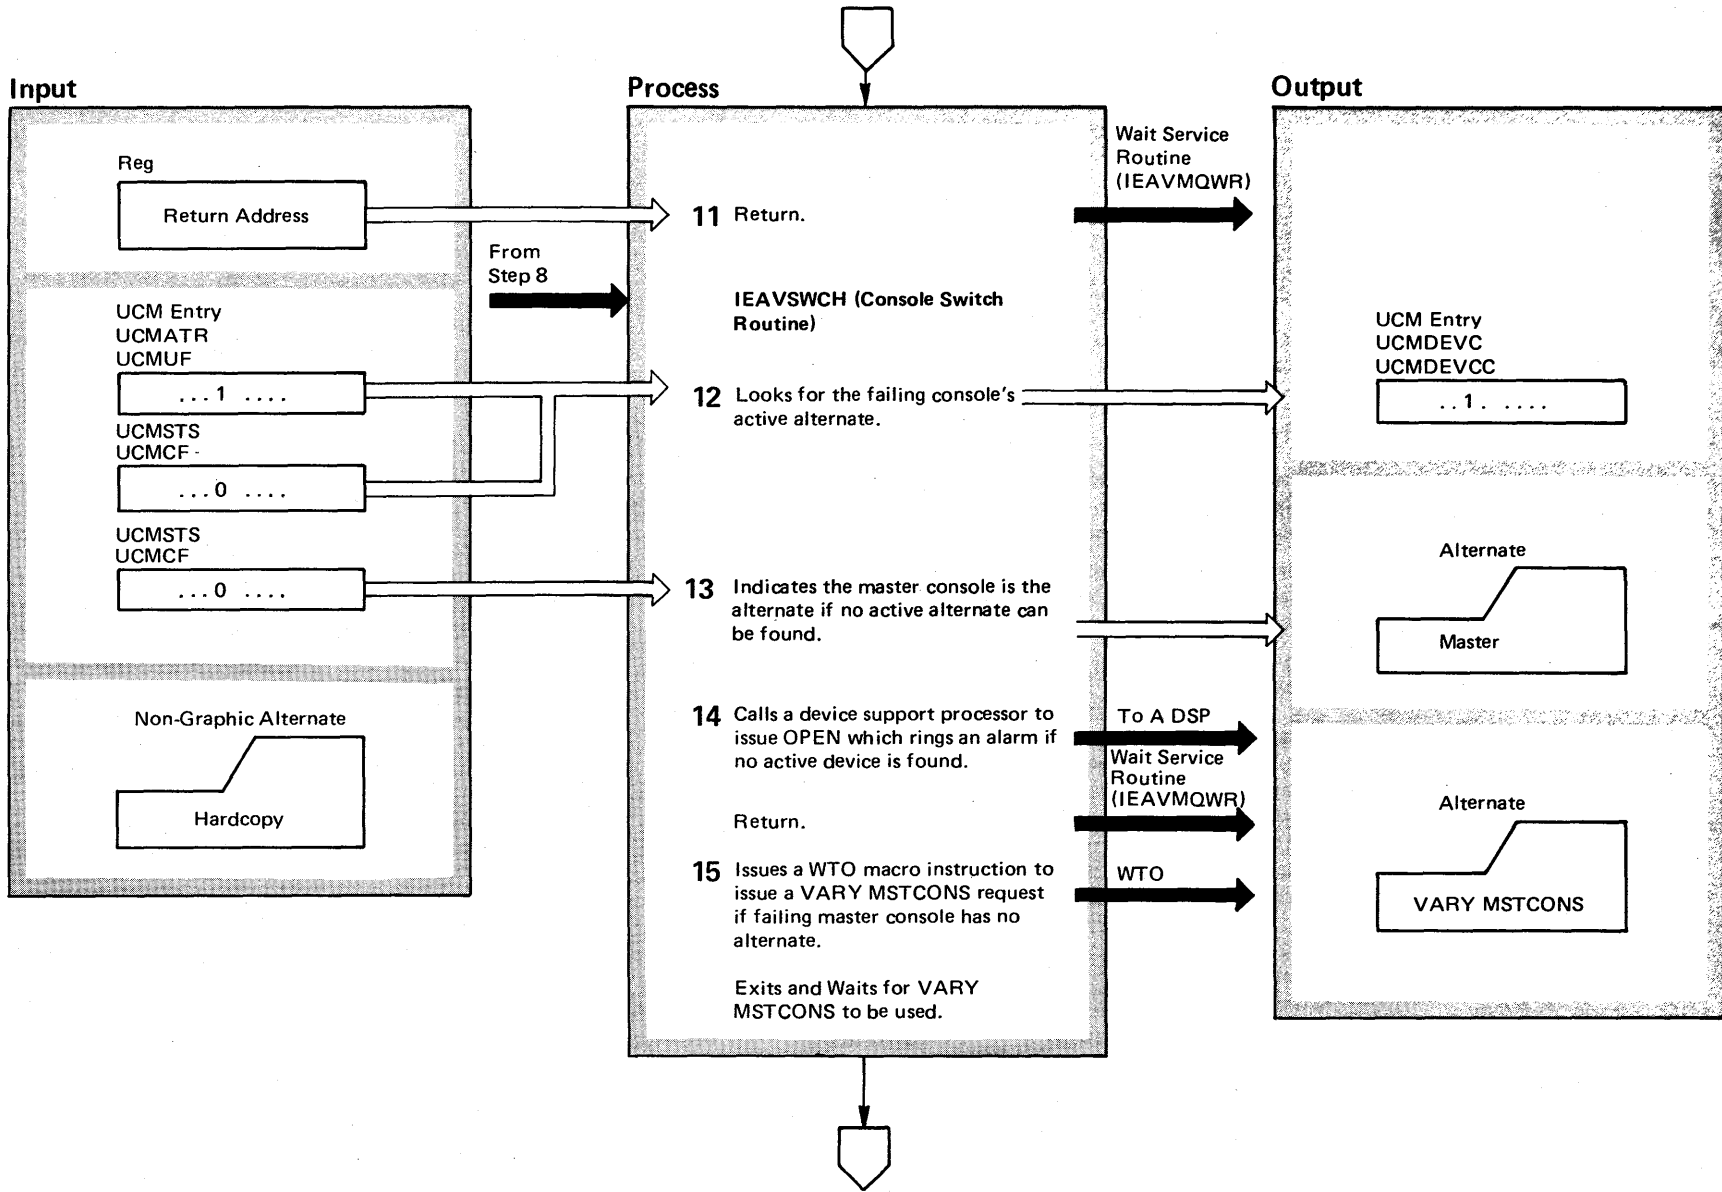 Input
Reg
Return Address
UCM Entry
UCMATR
UCMUF
...1 ....
UCMSTS
UCMCF
...0 ....
UCMSTS
UCMCF
...0 ....
Non-Graphic Alternate
Hardcopy
From
Step 8
Process
11 Return.
IEAVSWCH (Console Switch
Routine)
12 Looks for the failing console's
active alternate.
13 Indicates the master console is the
alternate if no active alternate can
be found.
14 Calls a device support processor to
issue OPEN which rings an alarm if
no active device is found.
Return.
15 Issues a WTO macro instruction to
issue a VARY MSTCONS request
if failing master console has no
alternate.
Exits and Waits for VARY
MSTCONS to be used.
Wait Service
Routine
(IEAVMQWR)
To A DSP
Wait Service
Routine
(IEAVMQWR)
WTO
Output
UCM Entry
UCMDEVC
UCMDEVCC
..1. ....
Alternate
Master
Alternate
VARY MSTCONS